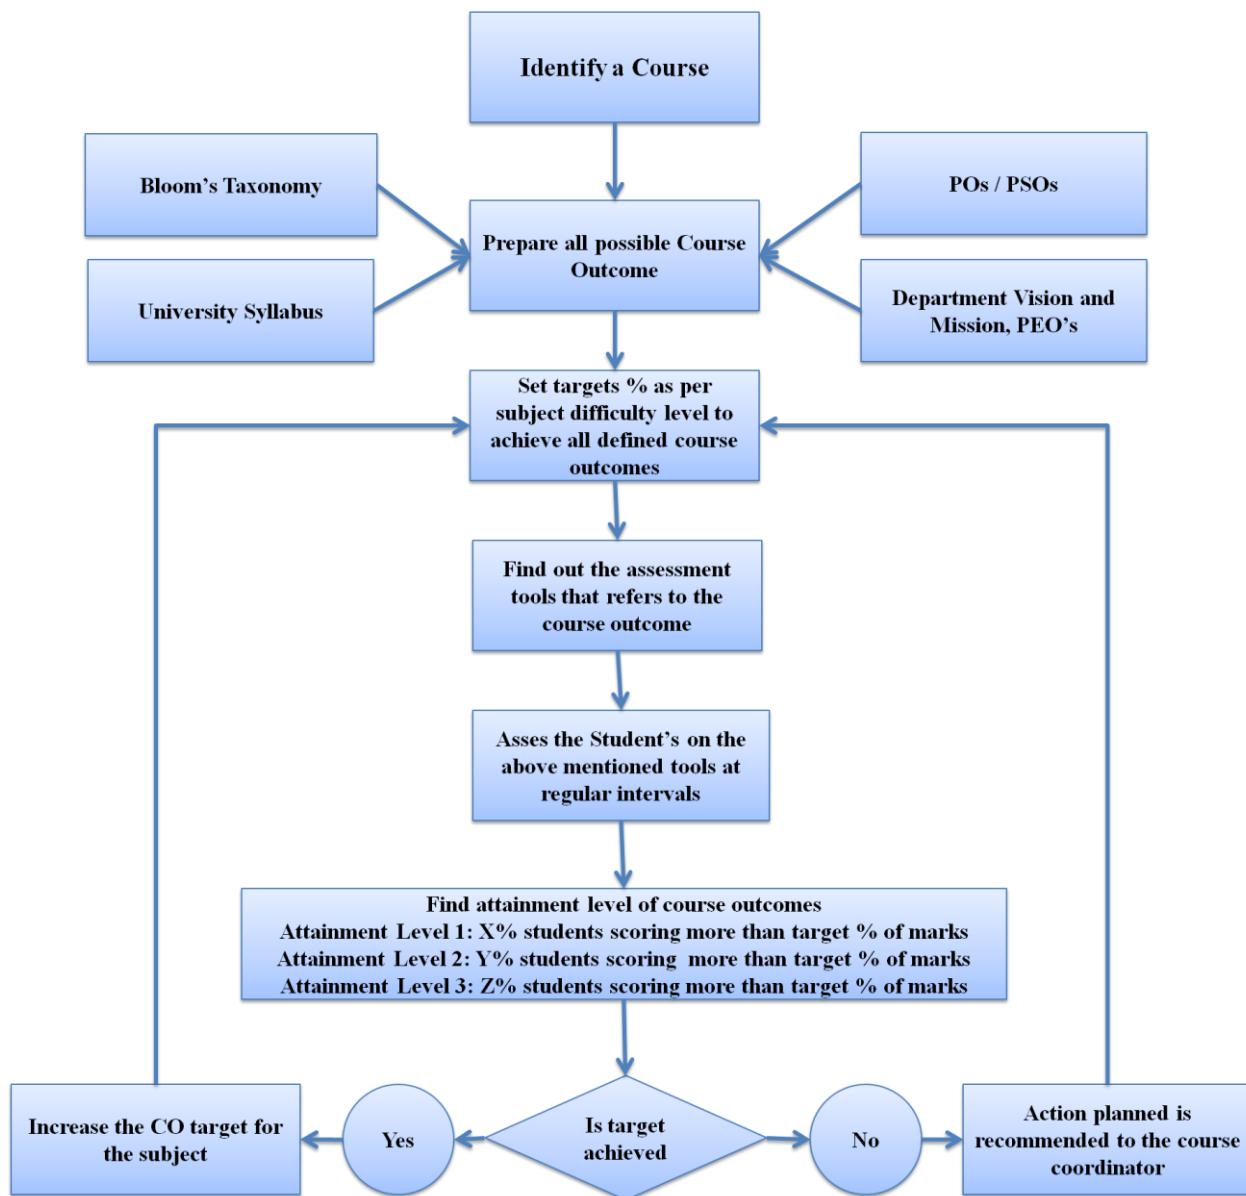 Identify a Course
Bloom's Taxonomy
POs / PSOs
Prepare all possible Course
Outcome
University Syllabus
Department Vision and
Mission, PEO's
Set targets % as per
subject difficulty level to
achieve all defined course
outcomes
Find out the assessment
tools that refers to the
course outcome
Asses the Student's on the
above mentioned tools at
regular intervals
Find attainment level of course outcomes
Attainment Level 1: X% students scoring more than target % of marks
Attainment Level 2: Y% students scoring more than target % of marks
Attainment Level 3: Z% students scoring more than target % of marks
Increase the CO target for
the subject
Yes
Is target
achieved
No
Action planned is
recommended to the course
coordinator